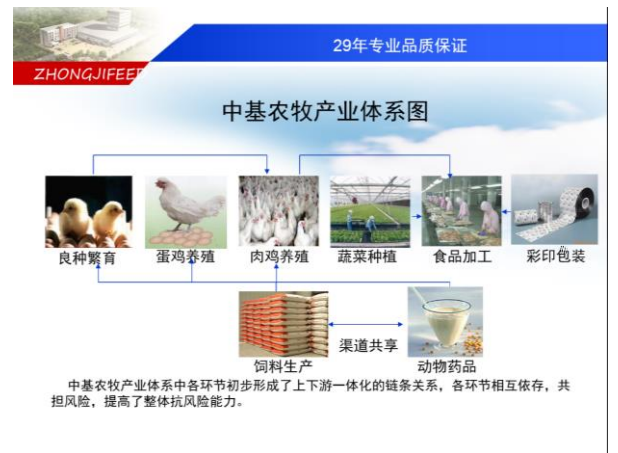 29年专业品质保证
ZHONGJIFEED
中基农牧产业体系图
良种繁育 蛋鸡养殖 肉鸡养殖 蔬菜种植 食品加工 彩印包装
渠道共享
饲料生产 动物药品
中基农牧产业体系中各环节初步形成了上下游一体化的链条关系，各环节相互依存，共
担风险，提高了整体抗风险能力。